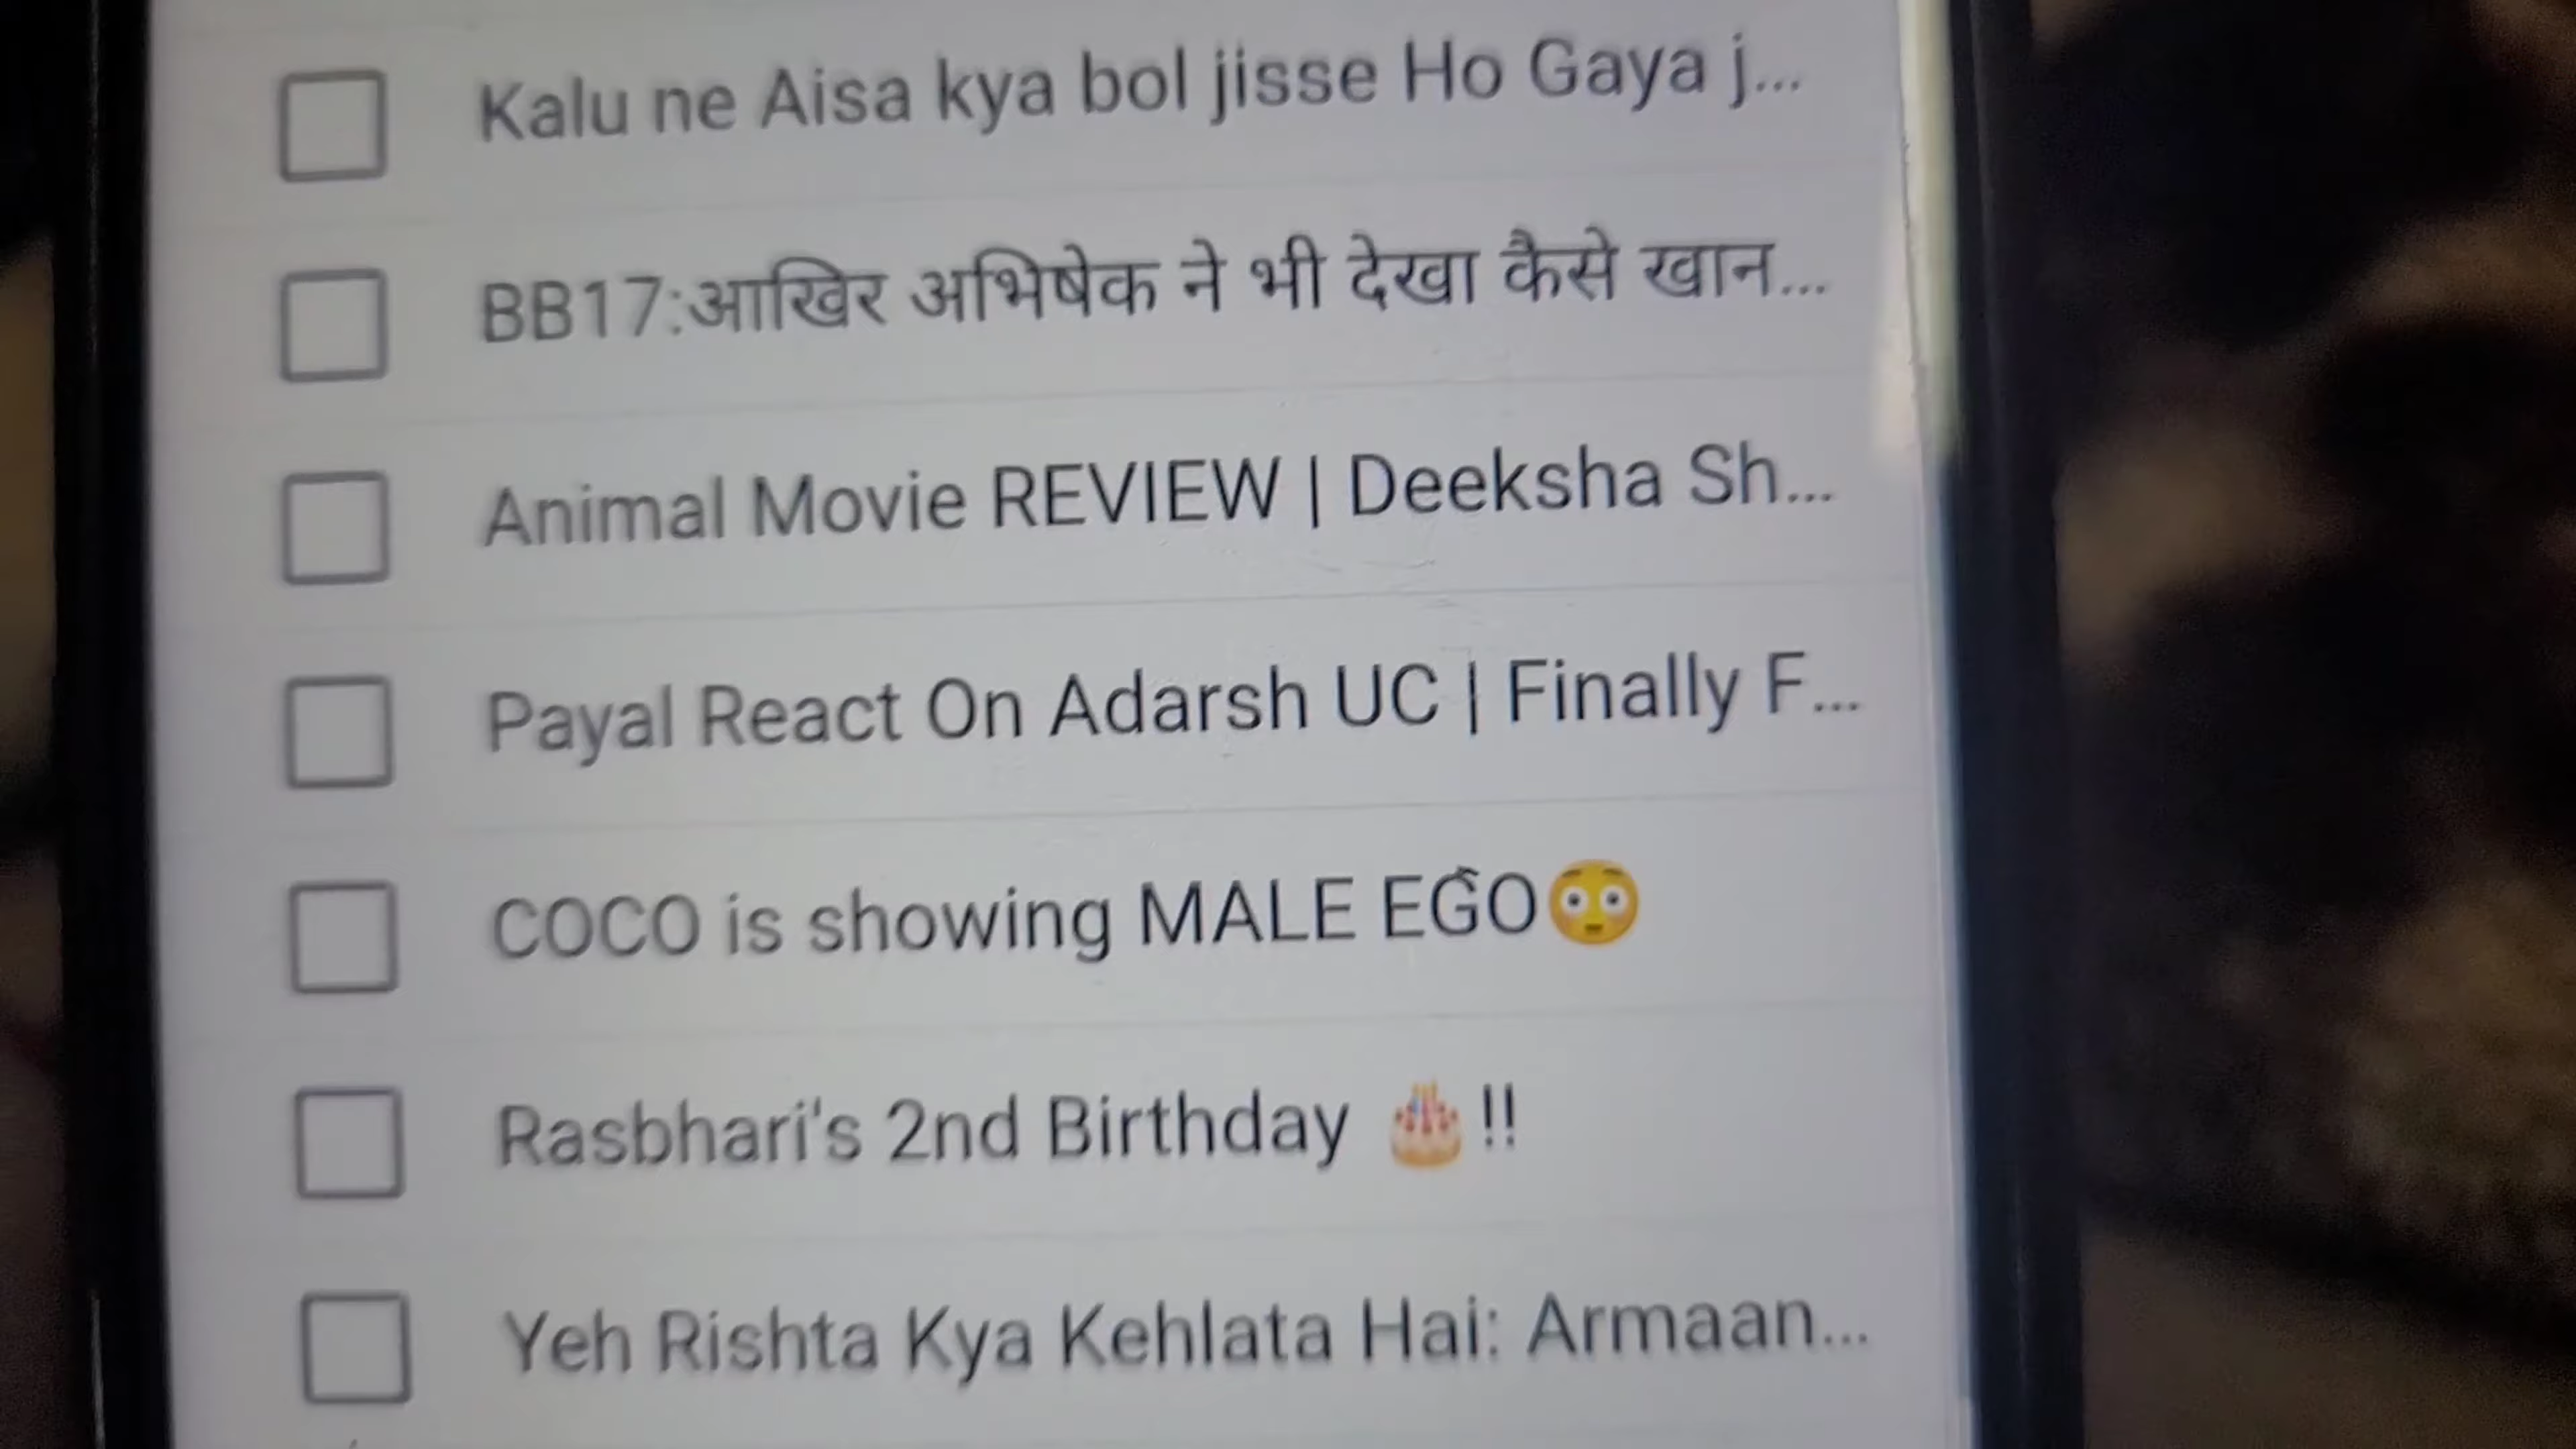 Kalu ne Aisa kya bol jisse Ho Gaya j...
BB17:आखिर अभिषेक ने भी देखा कैसे खान...
Animal Movie REVIEW | Deeksha Sh...
Payal React On Adarsh UC | Finally F...
COCO is showing MALE EGO😳
Rasbhari's 2nd Birthday 🎂!!
Yeh Rishta Kya Kehlata Hai: Armaan...